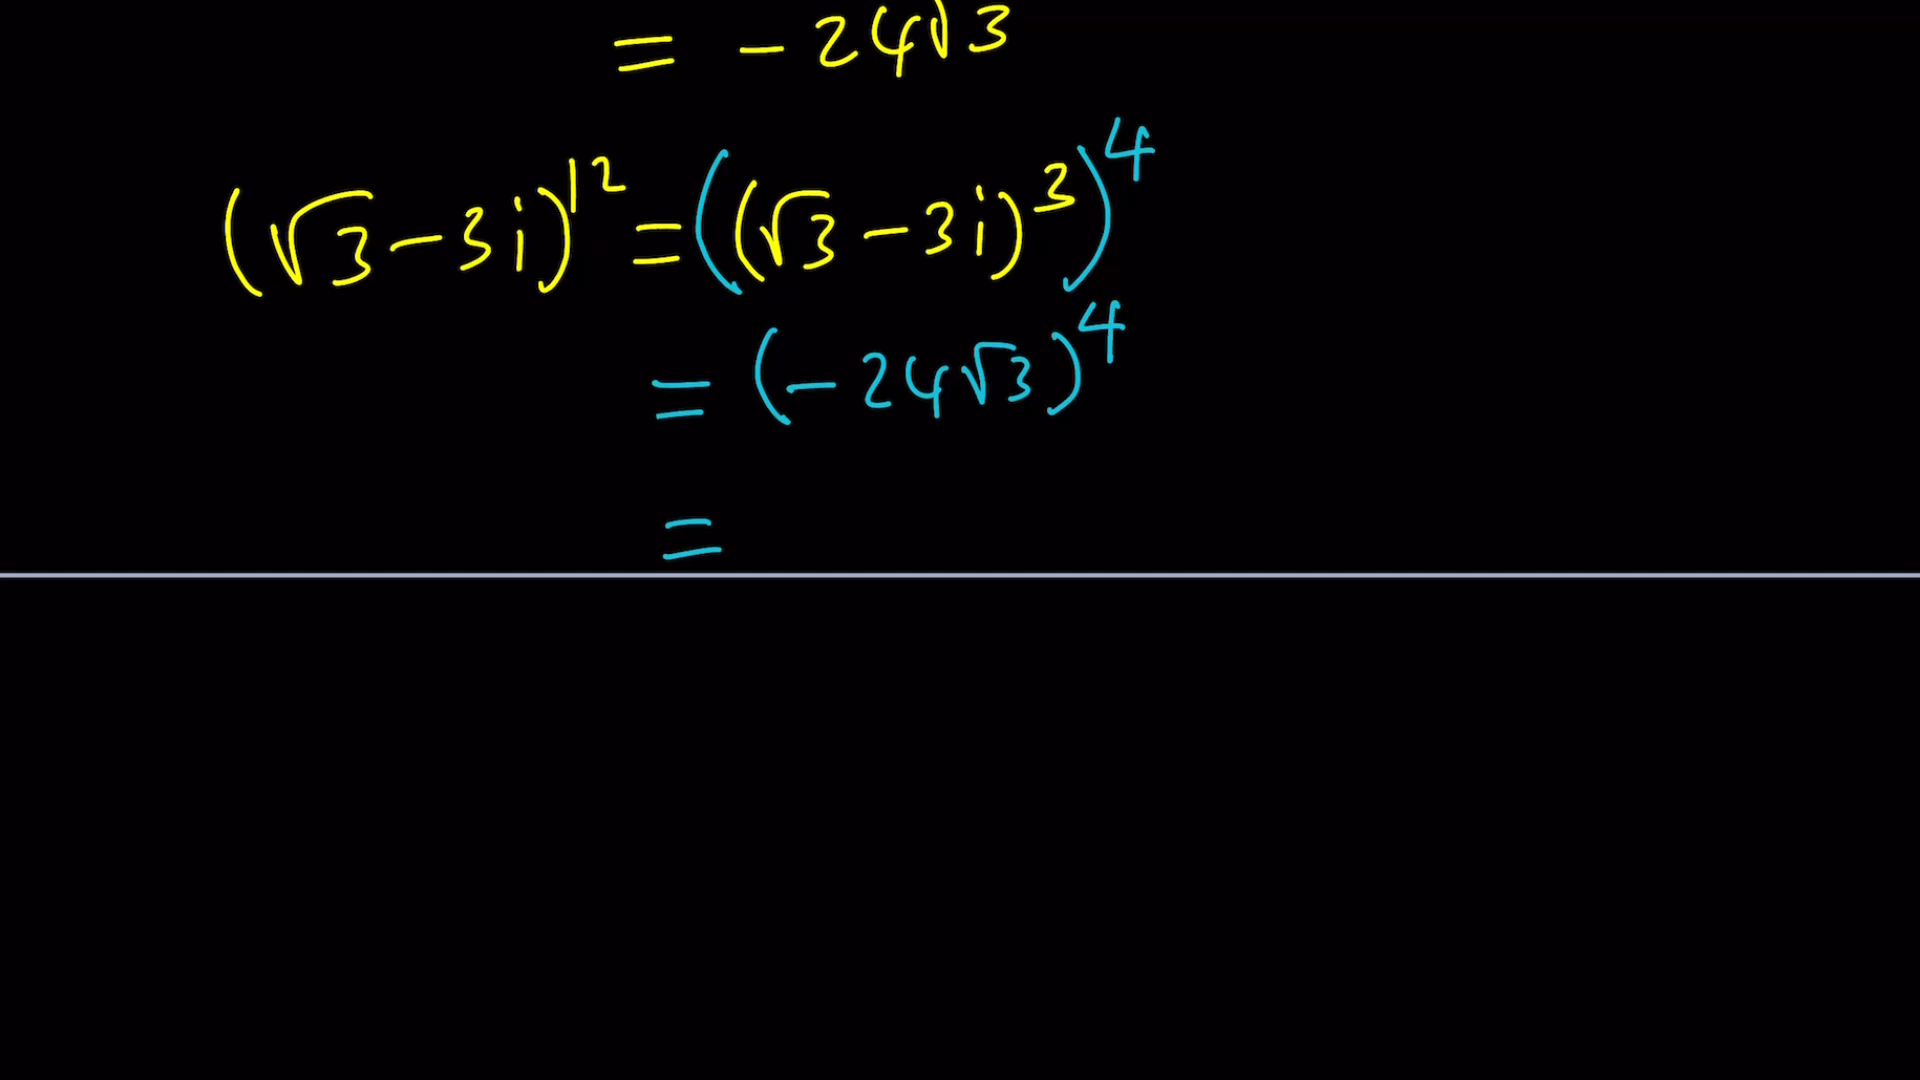 = -24√3
(√3-3i)¹² = ((√3-3i)³)⁴
= (-24√3)⁴
=